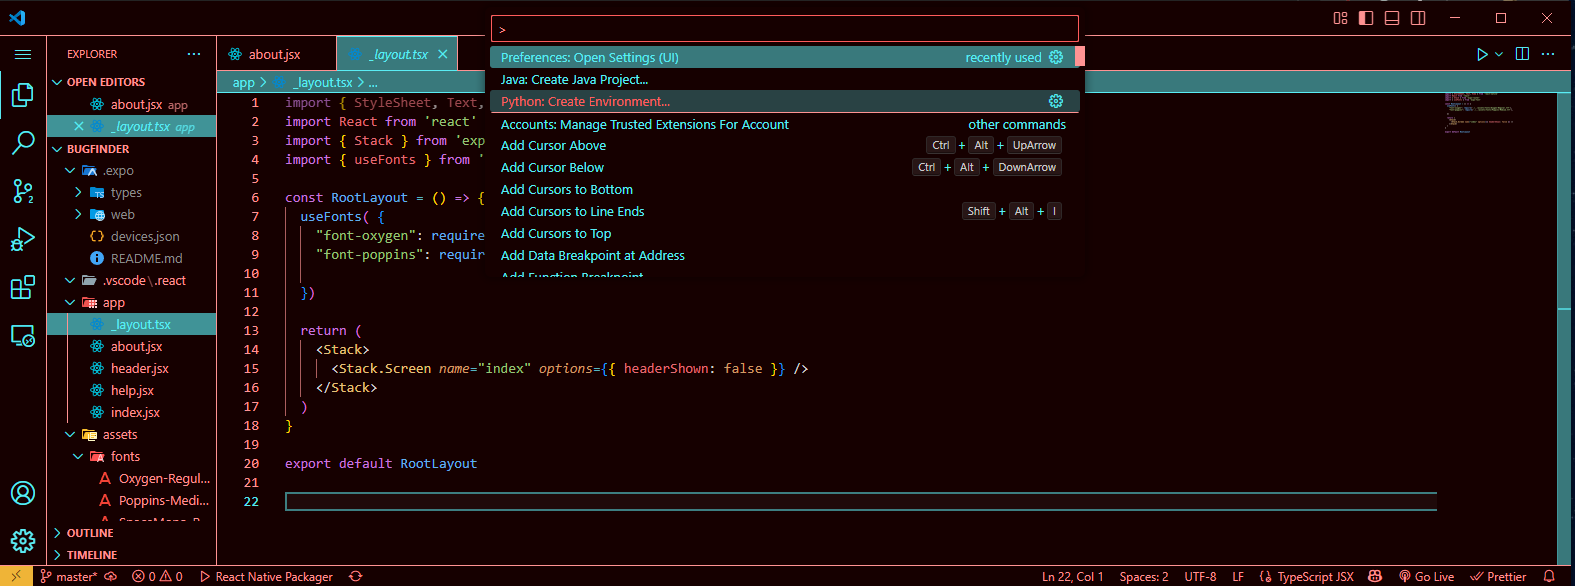 >
Preferences: Open Settings (UI) recently used
Java: Create Java Project...
Python: Create Environment...
Accounts: Manage Trusted Extensions For Account other commands
Add Cursor Above Ctrl + Alt + UpArrow
Add Cursor Below Ctrl + Alt + DownArrow
Add Cursors to Bottom
Add Cursors to Line Ends Shift + Alt + I
Add Cursors to Top
Add Data Breakpoint at Address
Add Function Breakpoint
EXPLORER
OPEN EDITORS
about.jsx app
_layout.tsx app
BUGFINDER
.expo
types
web
devices.json
README.md
.vscode\.react
app
_layout.tsx
about.jsx
header.jsx
help.jsx
index.jsx
assets
fonts
Oxygen-Regul...
Poppins-Medi...
OUTLINE
TIMELINE
about.jsx
_layout.tsx
app > _layout.tsx > ...
1 import { StyleSheet, Text,
2 import React from 'react'
3 import { Stack } from 'exp
4 import { useFonts } from '
5
6 const RootLayout = () => {
7 useFonts( {
8 "font-oxygen": require
9 "font-poppins": requir
10
11 })
12
13 return (
14 <Stack>
15 <Stack.Screen name="index" options={{ headerShown: false }} />
16 </Stack>
17 )
18 }
19
20 export default RootLayout
21
22
master* 0 0 React Native Packager Ln 22, Col 1 Spaces: 2 UTF-8 LF TypeScript JSX Go Live Prettier